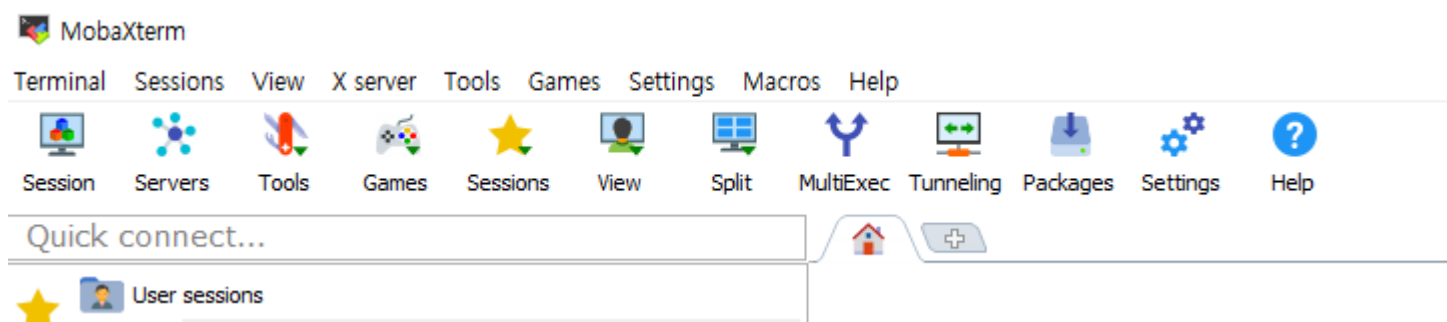 MobaXterm
Terminal Sessions View X server Tools Games Settings Macros Help
Session Servers Tools Games Sessions View Split MultiExec Tunneling Packages Settings Help
Quick connect...
User sessions